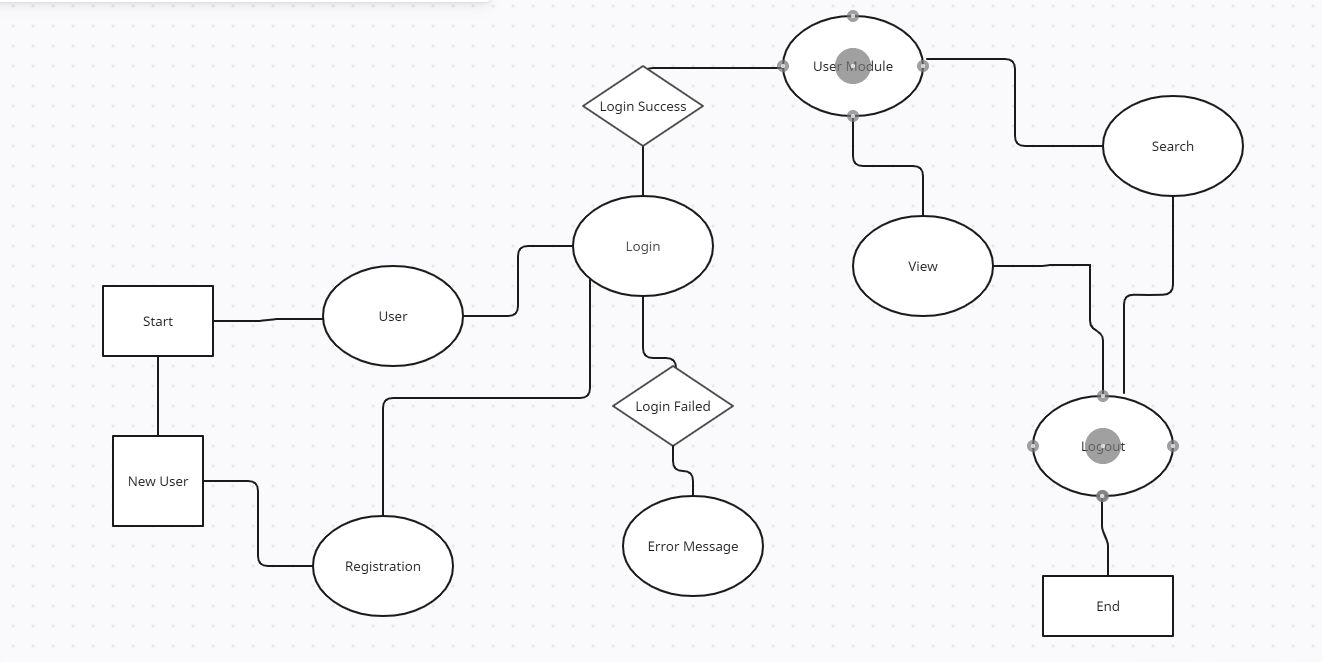 User Module
Login Success
Search
Login
View
Start
User
Login Failed
Logout
New User
Registration
Error Message
End